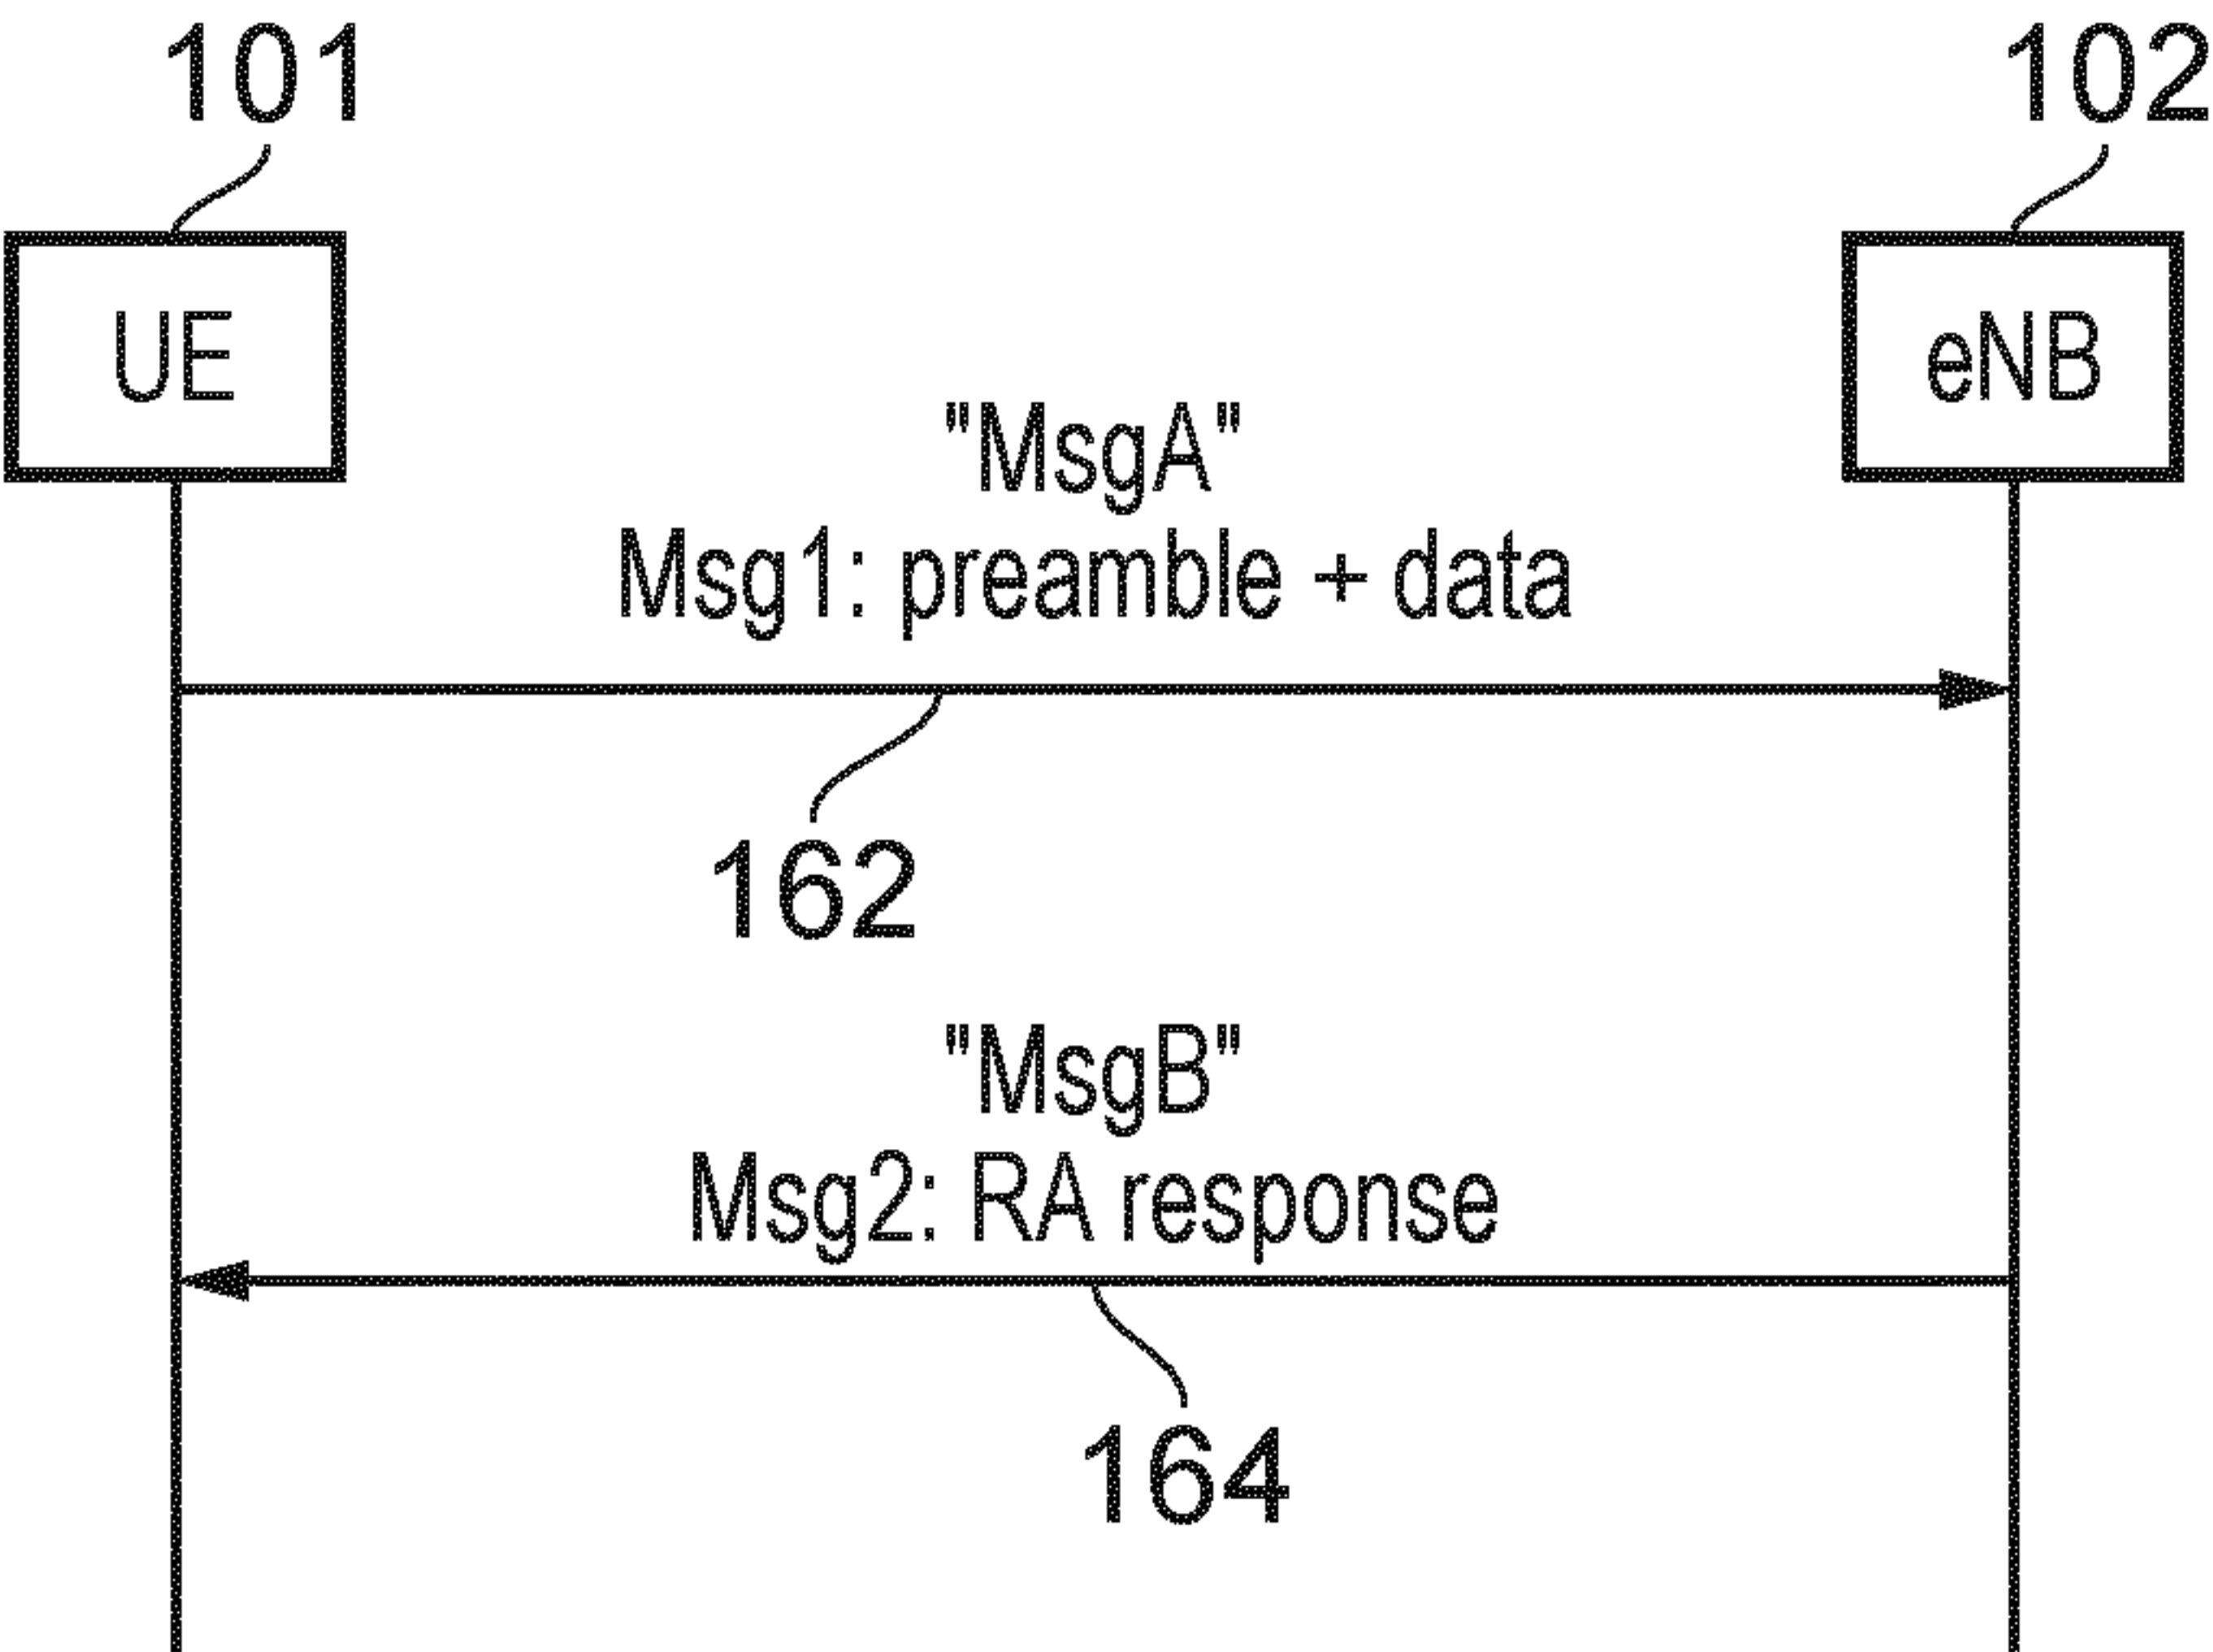 101
102
UE
eNB
"MsgA"
Msg1: preamble + data
162
"MsgB"
Msg2: RA response
164